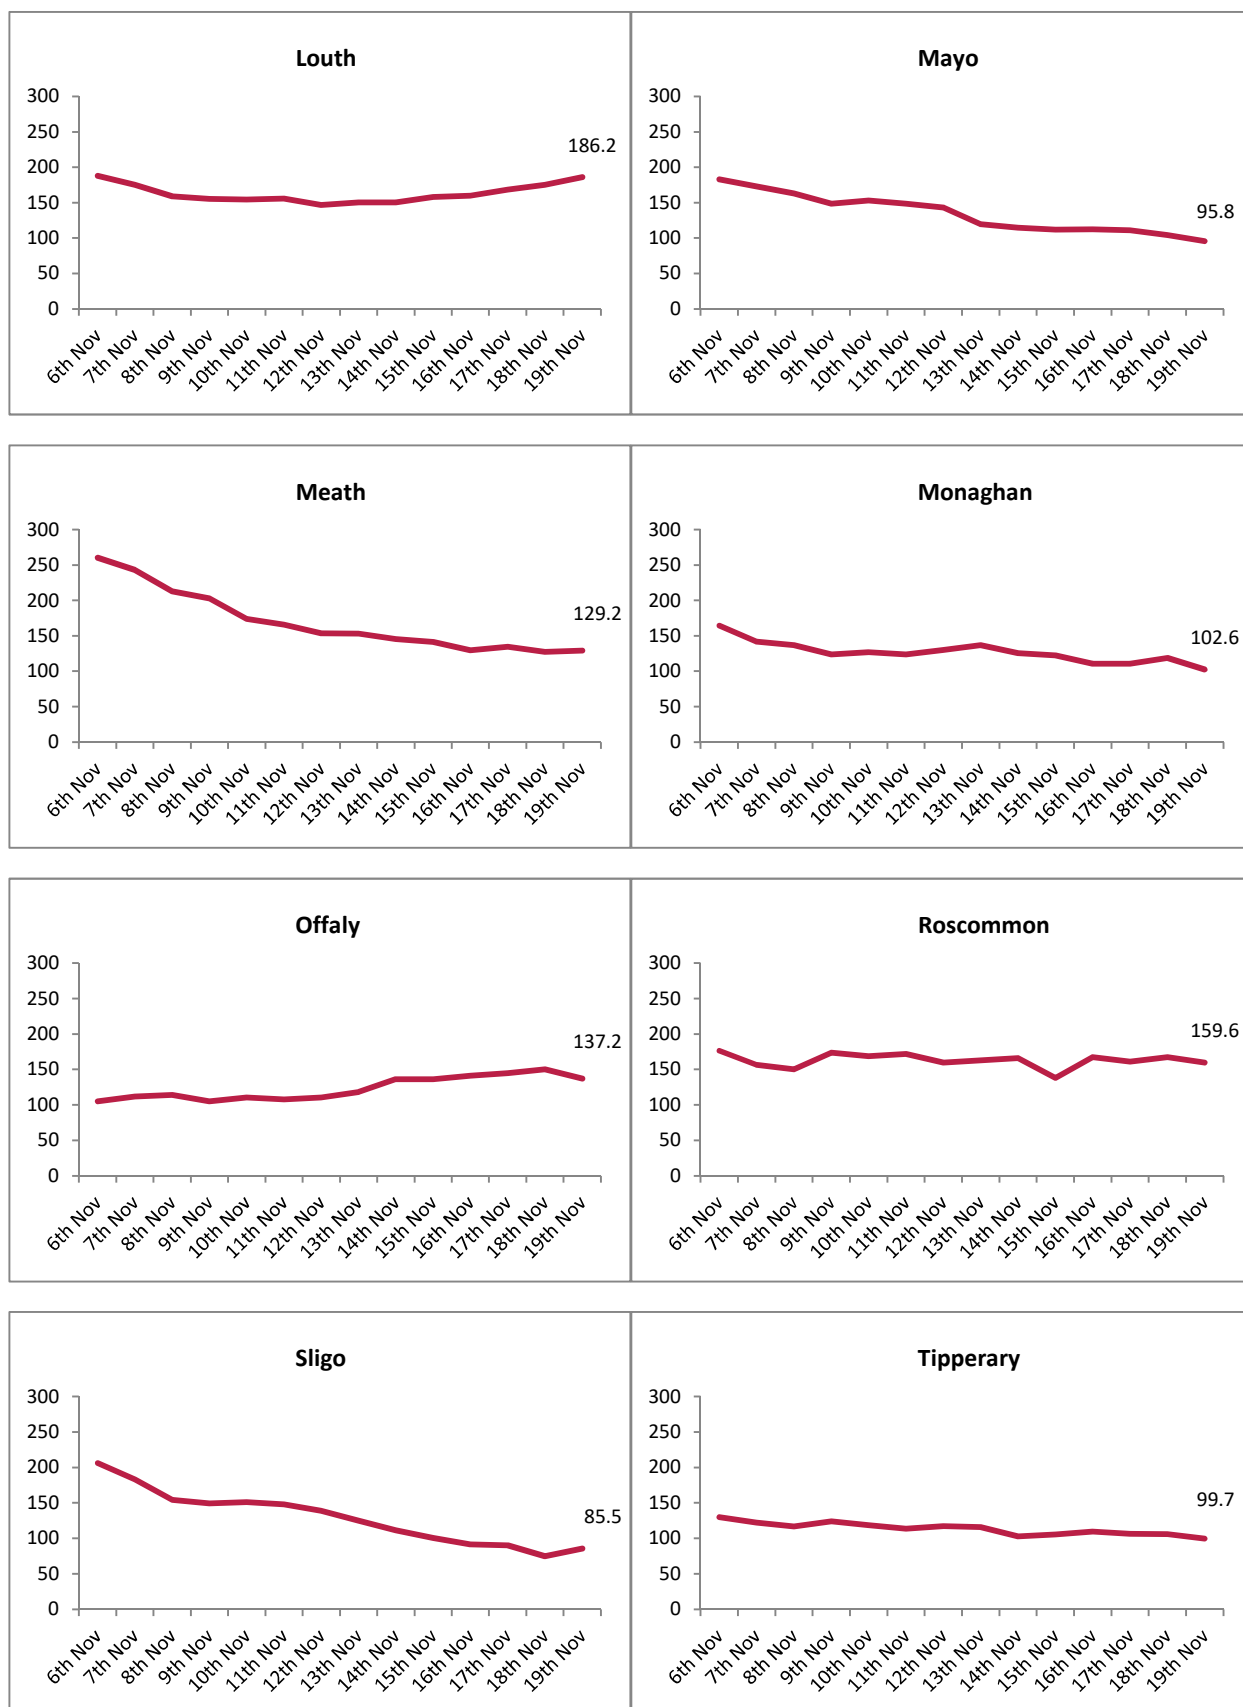 Louth
300
250
200
150
100
50
0
186.2
6th Nov
7th Nov
8th Nov
9th Nov
10th Nov
11th Nov
12th Nov
13th Nov
14th Nov
15th Nov
16th Nov
17th Nov
18th Nov
19th Nov
Mayo
300
250
200
150
100
50
0
95.8
6th Nov
7th Nov
8th Nov
9th Nov
10th Nov
11th Nov
12th Nov
13th Nov
14th Nov
15th Nov
16th Nov
17th Nov
18th Nov
19th Nov
Meath
300
250
200
150
100
50
0
129.2
6th Nov
7th Nov
8th Nov
9th Nov
10th Nov
11th Nov
12th Nov
13th Nov
14th Nov
15th Nov
16th Nov
17th Nov
18th Nov
19th Nov
Monaghan
300
250
200
150
100
50
0
102.6
6th Nov
7th Nov
8th Nov
9th Nov
10th Nov
11th Nov
12th Nov
13th Nov
14th Nov
15th Nov
16th Nov
17th Nov
18th Nov
19th Nov
Offaly
300
250
200
150
100
50
0
137.2
6th Nov
7th Nov
8th Nov
9th Nov
10th Nov
11th Nov
12th Nov
13th Nov
14th Nov
15th Nov
16th Nov
17th Nov
18th Nov
19th Nov
Roscommon
300
250
200
150
100
50
0
159.6
6th Nov
7th Nov
8th Nov
9th Nov
10th Nov
11th Nov
12th Nov
13th Nov
14th Nov
15th Nov
16th Nov
17th Nov
18th Nov
19th Nov
Sligo
300
250
200
150
100
50
0
85.5
6th Nov
7th Nov
8th Nov
9th Nov
10th Nov
11th Nov
12th Nov
13th Nov
14th Nov
15th Nov
16th Nov
17th Nov
18th Nov
19th Nov
Tipperary
300
250
200
150
100
50
0
99.7
6th Nov
7th Nov
8th Nov
9th Nov
10th Nov
11th Nov
12th Nov
13th Nov
14th Nov
15th Nov
16th Nov
17th Nov
18th Nov
19th Nov